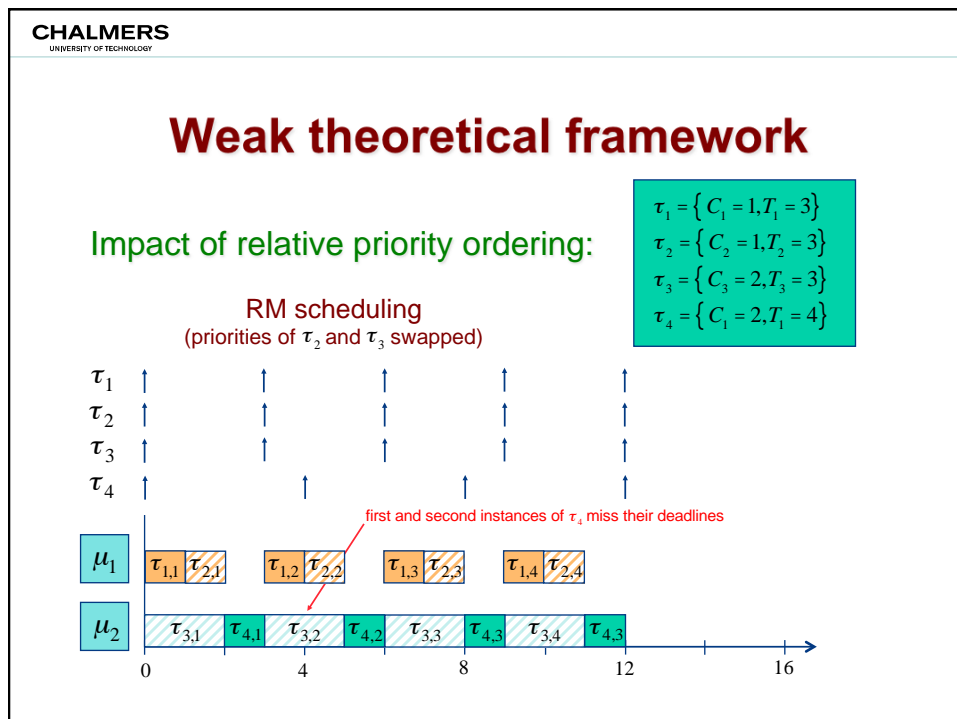 CHALMERS
UNIVERSITY OF TECHNOLOGY
Weak theoretical framework
τ₁ = { C₁ = 1, T₁ = 3}
τ₂ = { C₂ = 1, T₂ = 3}
τ₃ = { C₃ = 2, T₃ = 3}
τ₄ = { C₁ = 2, T₁ = 4}
Impact of relative priority ordering:
RM scheduling
(priorities of τ₂ and τ₃ swapped)
τ₁
τ₂
τ₃
τ₄
first and second instances of τ₄ miss their deadlines
μ₁ τ₁,₁ τ₂,₁ τ₁,₂ τ₂,₂ τ₁,₃ τ₂,₃ τ₁,₄ τ₂,₄
μ₂ τ₃,₁ τ₄,₁ τ₃,₂ τ₄,₂ τ₃,₃ τ₄,₃ τ₃,₄ τ₄,₃
0 4 8 12 16